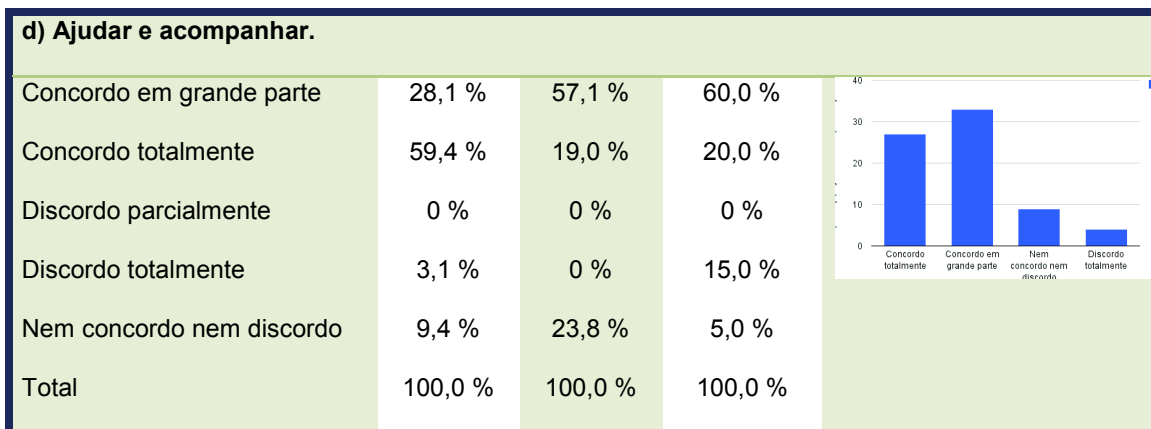 d) Ajudar e acompanhar.
Concordo em grande parte 28,1 % 57,1 % 60,0 %
Concordo totalmente 59,4 % 19,0 % 20,0 %
Discordo parcialmente 0 % 0 % 0 %
Discordo totalmente 3,1 % 0 % 15,0 %
Nem concordo nem discordo 9,4 % 23,8 % 5,0 %
Total 100,0 % 100,0 % 100,0 %
40
30
20
10
0
Concordo totalmente
Concordo em grande parte
Nem concordo nem discordo
Discordo totalmente